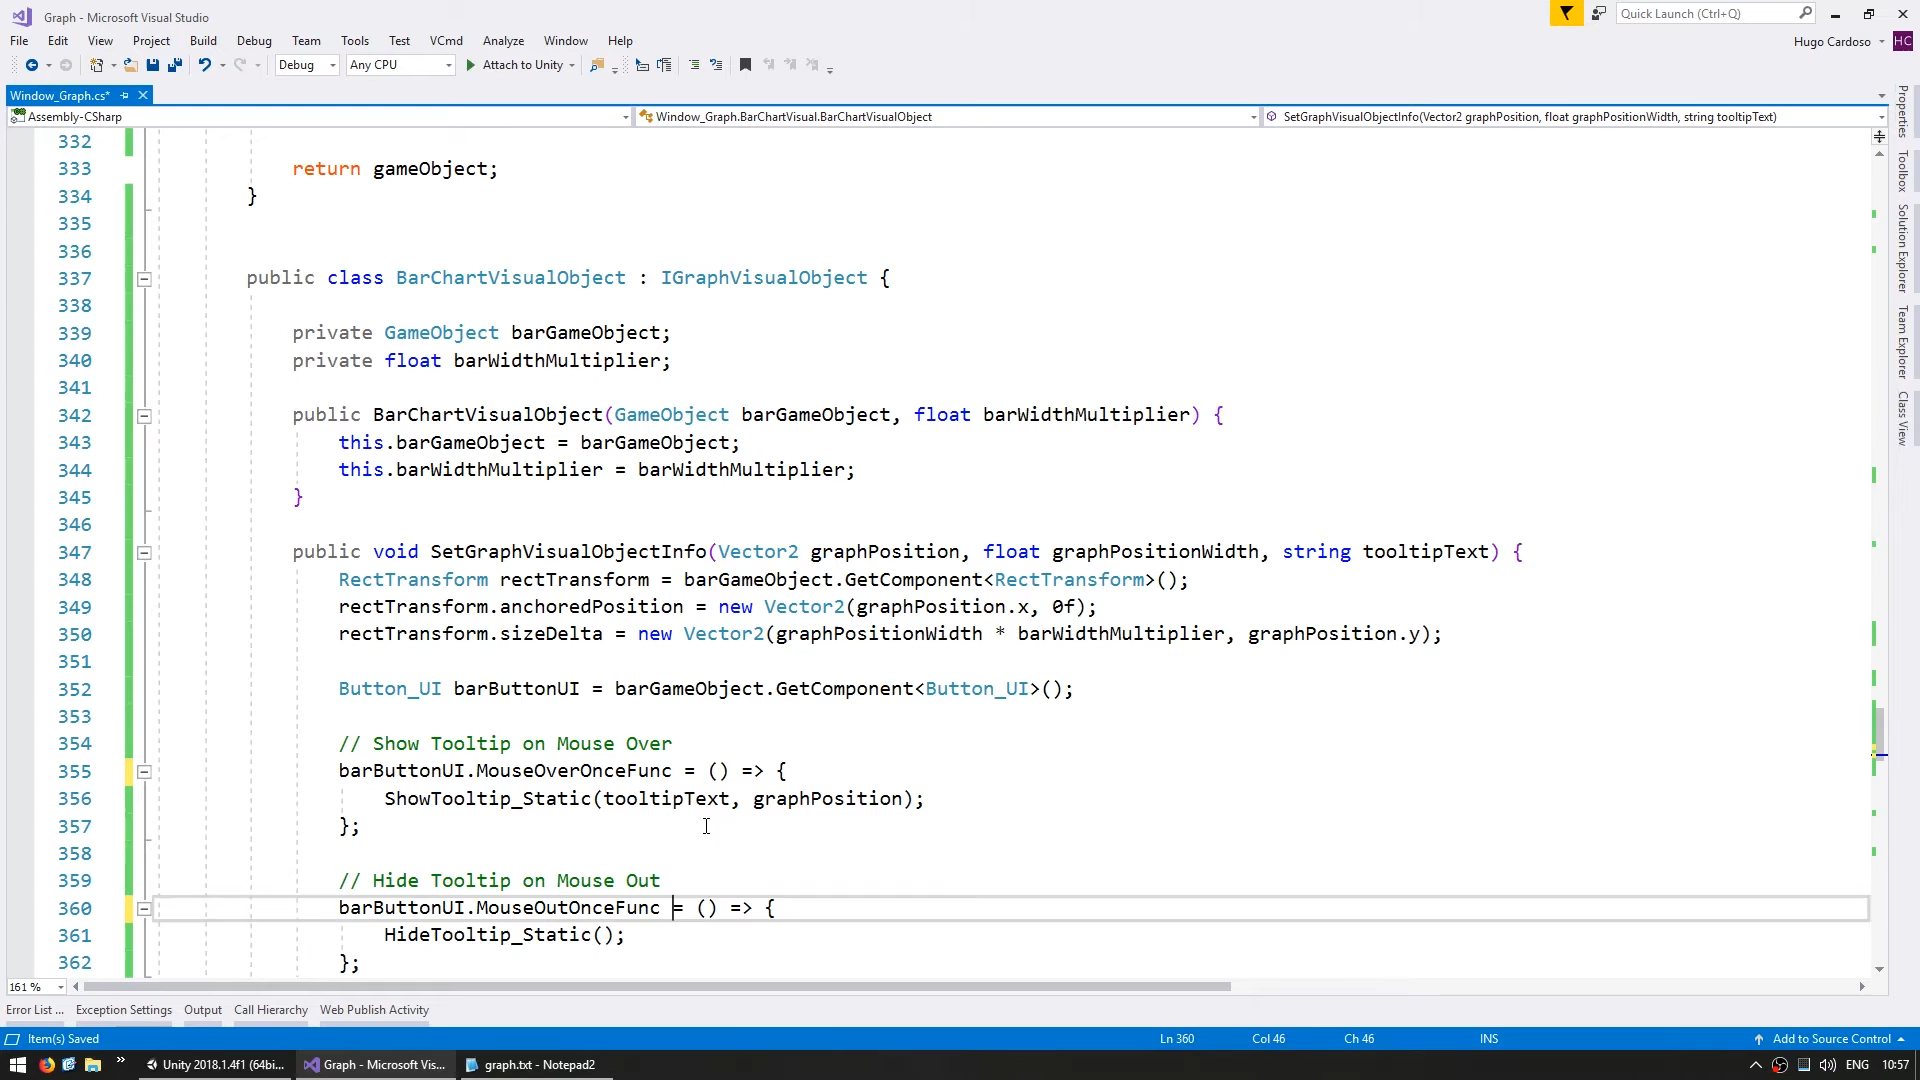 Graph - Microsoft Visual Studio
Quick Launch (Ctrl+Q)
File Edit View Project Build Debug Team Tools Test VCmd Analyze Window Help
Hugo Cardoso HC
Debug Any CPU Attach to Unity
Window_Graph.cs*
Assembly-CSharp Window_Graph.BarChartVisual.BarChartVisualObject SetGraphVisualObjectInfo(Vector2 graphPosition, float graphPositionWidth, string tooltipText)
332
333 return gameObject;
334 }
335
336
337 public class BarChartVisualObject : IGraphVisualObject {
338
339 private GameObject barGameObject;
340 private float barWidthMultiplier;
341
342 public BarChartVisualObject(GameObject barGameObject, float barWidthMultiplier) {
343 this.barGameObject = barGameObject;
344 this.barWidthMultiplier = barWidthMultiplier;
345 }
346
347 public void SetGraphVisualObjectInfo(Vector2 graphPosition, float graphPositionWidth, string tooltipText) {
348 RectTransform rectTransform = barGameObject.GetComponent<RectTransform>();
349 rectTransform.anchoredPosition = new Vector2(graphPosition.x, 0f);
350 rectTransform.sizeDelta = new Vector2(graphPositionWidth * barWidthMultiplier, graphPosition.y);
351
352 Button_UI barButtonUI = barGameObject.GetComponent<Button_UI>();
353
354 // Show Tooltip on Mouse Over
355 barButtonUI.MouseOverOnceFunc = () => {
356 ShowTooltip_Static(tooltipText, graphPosition);
357 };
358
359 // Hide Tooltip on Mouse Out
360 barButtonUI.MouseOutOnceFunc = () => {
361 HideTooltip_Static();
362 };
Properties
Toolbox
Solution Explorer
Team Explorer
Class View
161 %
Error List ... Exception Settings Output Call Hierarchy Web Publish Activity
Item(s) Saved Ln 360 Col 46 Ch 46 INS Add to Source Control
Unity 2018.1.4f1 (64bi... Graph - Microsoft Vis... graph.txt - Notepad2 ENG 10:57